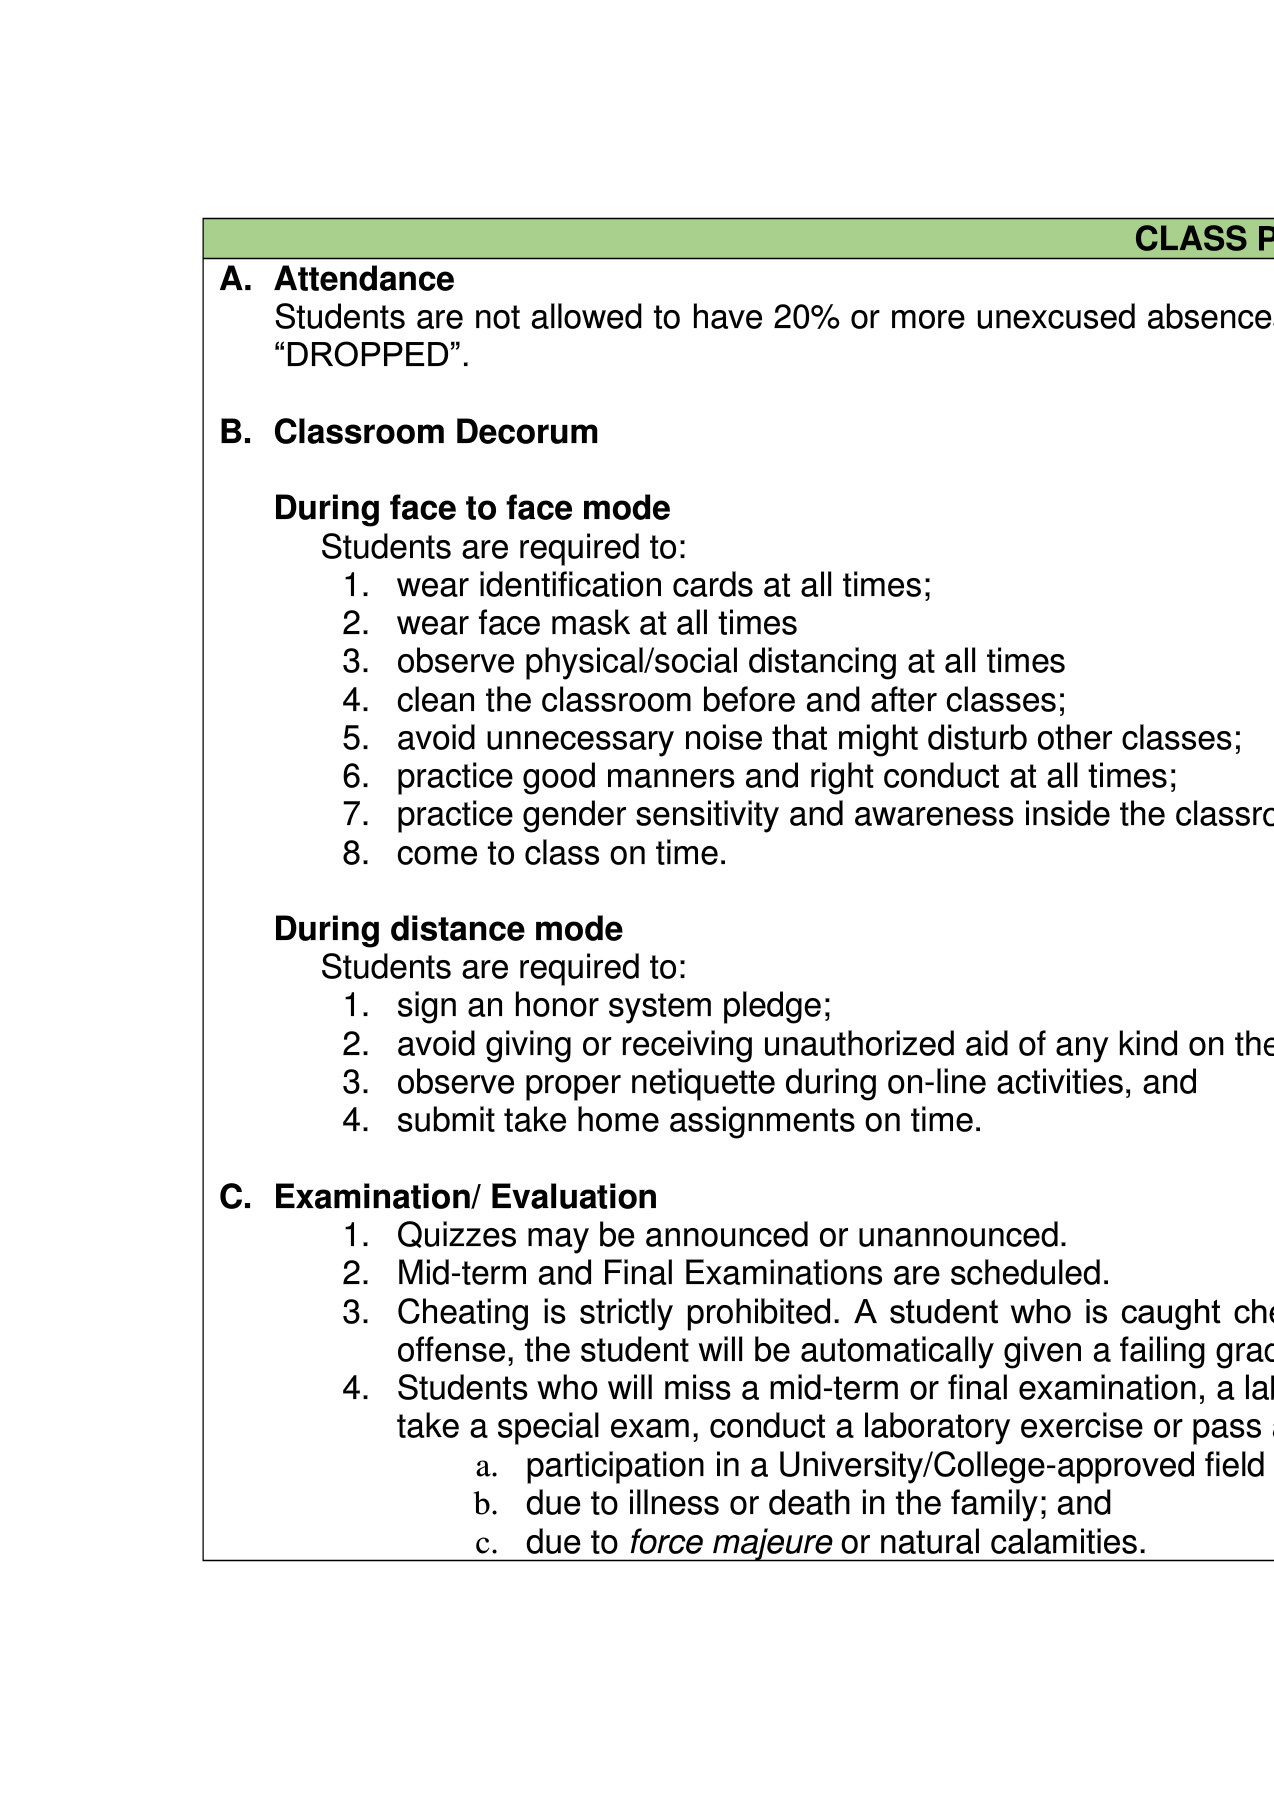 CLASS P
A. Attendance
Students are not allowed to have 20% or more unexcused absence
“DROPPED”.
B. Classroom Decorum
During face to face mode
Students are required to:
1. wear identification cards at all times;
2. wear face mask at all times
3. observe physical/social distancing at all times
4. clean the classroom before and after classes;
5. avoid unnecessary noise that might disturb other classes;
6. practice good manners and right conduct at all times;
7. practice gender sensitivity and awareness inside the classro
8. come to class on time.
During distance mode
Students are required to:
1. sign an honor system pledge;
2. avoid giving or receiving unauthorized aid of any kind on the
3. observe proper netiquette during on-line activities, and
4. submit take home assignments on time.
C. Examination/ Evaluation
1. Quizzes may be announced or unannounced.
2. Mid-term and Final Examinations are scheduled.
3. Cheating is strictly prohibited. A student who is caught che
offense, the student will be automatically given a failing grad
4. Students who will miss a mid-term or final examination, a la
take a special exam, conduct a laboratory exercise or pass
a. participation in a University/College-approved field
b. due to illness or death in the family; and
c. due to force majeure or natural calamities.